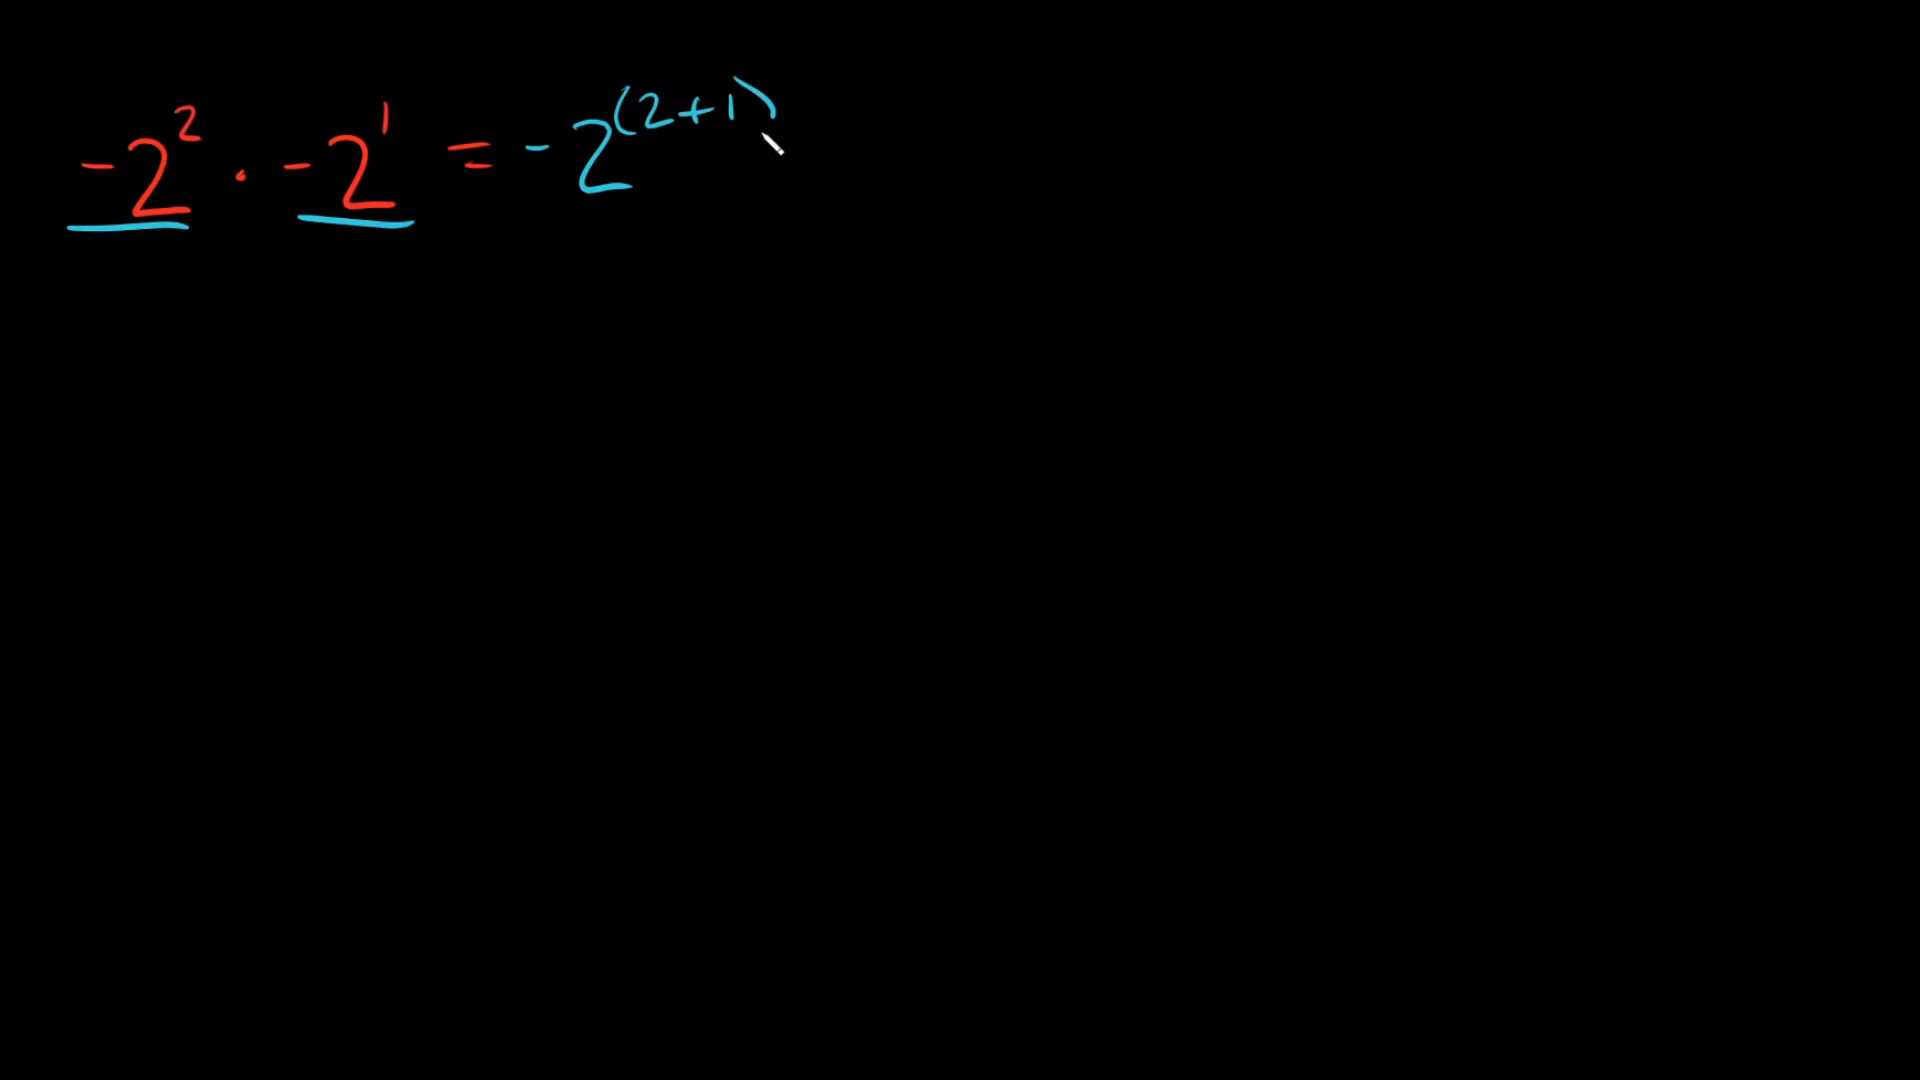 -2² · -2¹ = -2⁽²⁺¹⁾